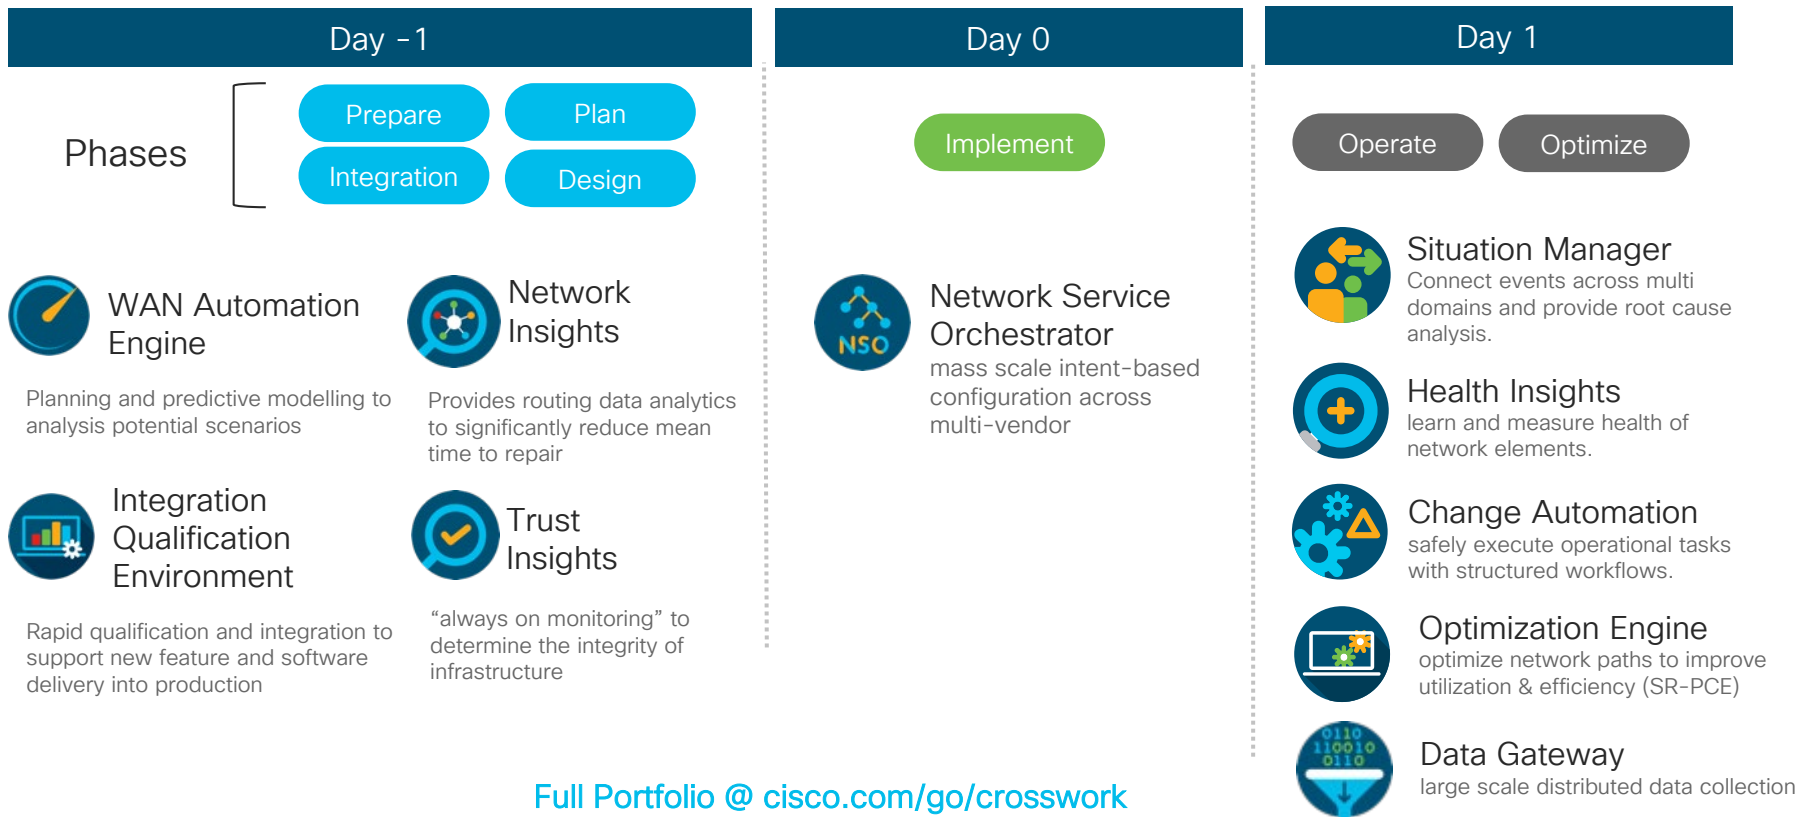 Day -1
Phases
Prepare
Plan
Integration
Design
WAN Automation
Engine
Planning and predictive modelling to
analysis potential scenarios
Network
Insights
Provides routing data analytics
to significantly reduce mean
time to repair
Integration
Qualification
Environment
Rapid qualification and integration to
support new feature and software
delivery into production
Trust
Insights
“always on monitoring” to
determine the integrity of
infrastructure
Day 0
Implement
NSO
Network Service
Orchestrator
mass scale intent-based
configuration across
multi-vendor
Day 1
Operate
Optimize
Situation Manager
Connect events across multi
domains and provide root cause
analysis.
Health Insights
learn and measure health of
network elements.
Change Automation
safely execute operational tasks
with structured workflows.
Optimization Engine
optimize network paths to improve
utilization & efficiency (SR-PCE)
0110
110010
0110
Data Gateway
large scale distributed data collection
Full Portfolio @ cisco.com/go/crosswork